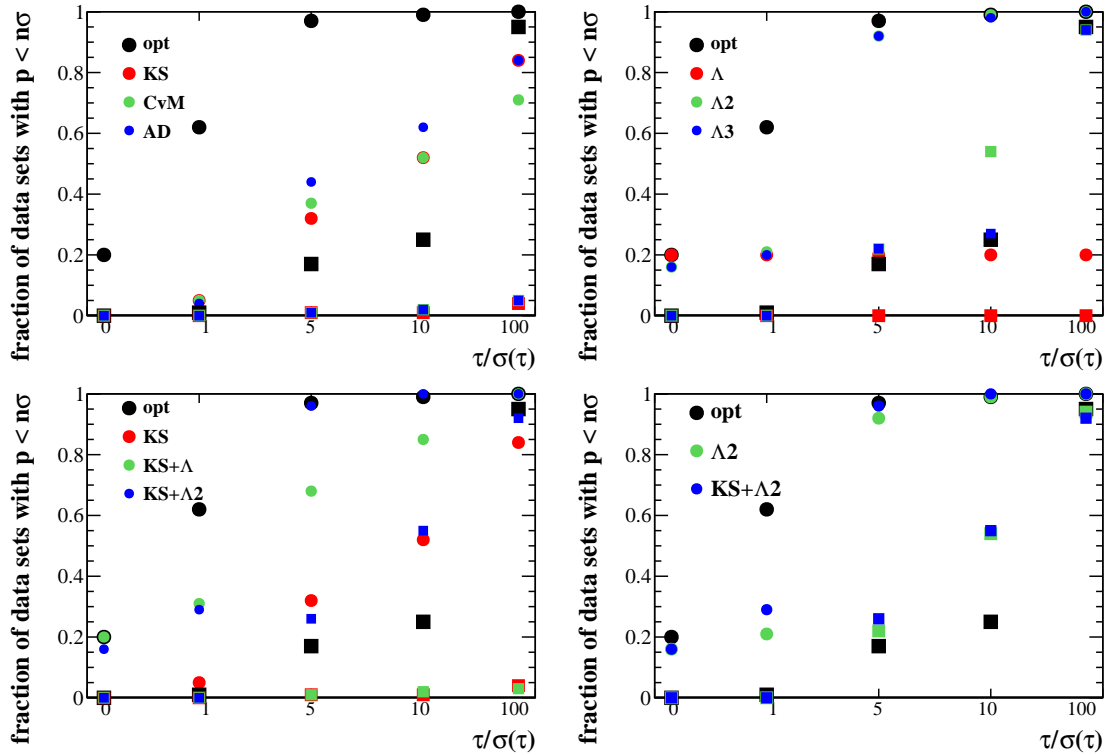 fraction of data sets with p < nσ
1
0.8
0.6
0.4
0.2
0
opt
KS
CvM
AD
0 1 5 10 100
τ/σ(τ)
fraction of data sets with p < nσ
1
0.8
0.6
0.4
0.2
0
opt
Λ
Λ2
Λ3
0 1 5 10 100
τ/σ(τ)
fraction of data sets with p < nσ
1
0.8
0.6
0.4
0.2
0
opt
KS
KS+Λ
KS+Λ2
0 1 5 10 100
τ/σ(τ)
fraction of data sets with p < nσ
1
0.8
0.6
0.4
0.2
0
opt
Λ2
KS+Λ2
0 1 5 10 100
τ/σ(τ)